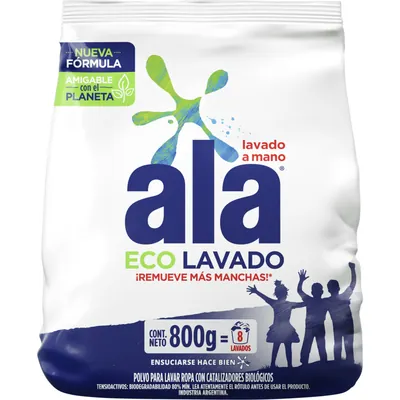 NUEVA
FÓRMULA
AMIGABLE
con el
PLANETA
lavado
a mano
ala®
ECO LAVADO
¡REMUEVE MÁS MANCHAS!*
CONT.
NETO
800g=
8
LAVADOS
ENSUCIARSE HACE BIEN
POLVO PARA LAVAR ROPA CON CATALIZADORES BIOLÓGICOS
TENSIOACTIVOS: BIODEGRADABILIDAD 80% MÍN. LEA ATENTAMENTE EL RÓTULO ANTES DE USAR EL PRODUCTO.
INDUSTRIA ARGENTINA.